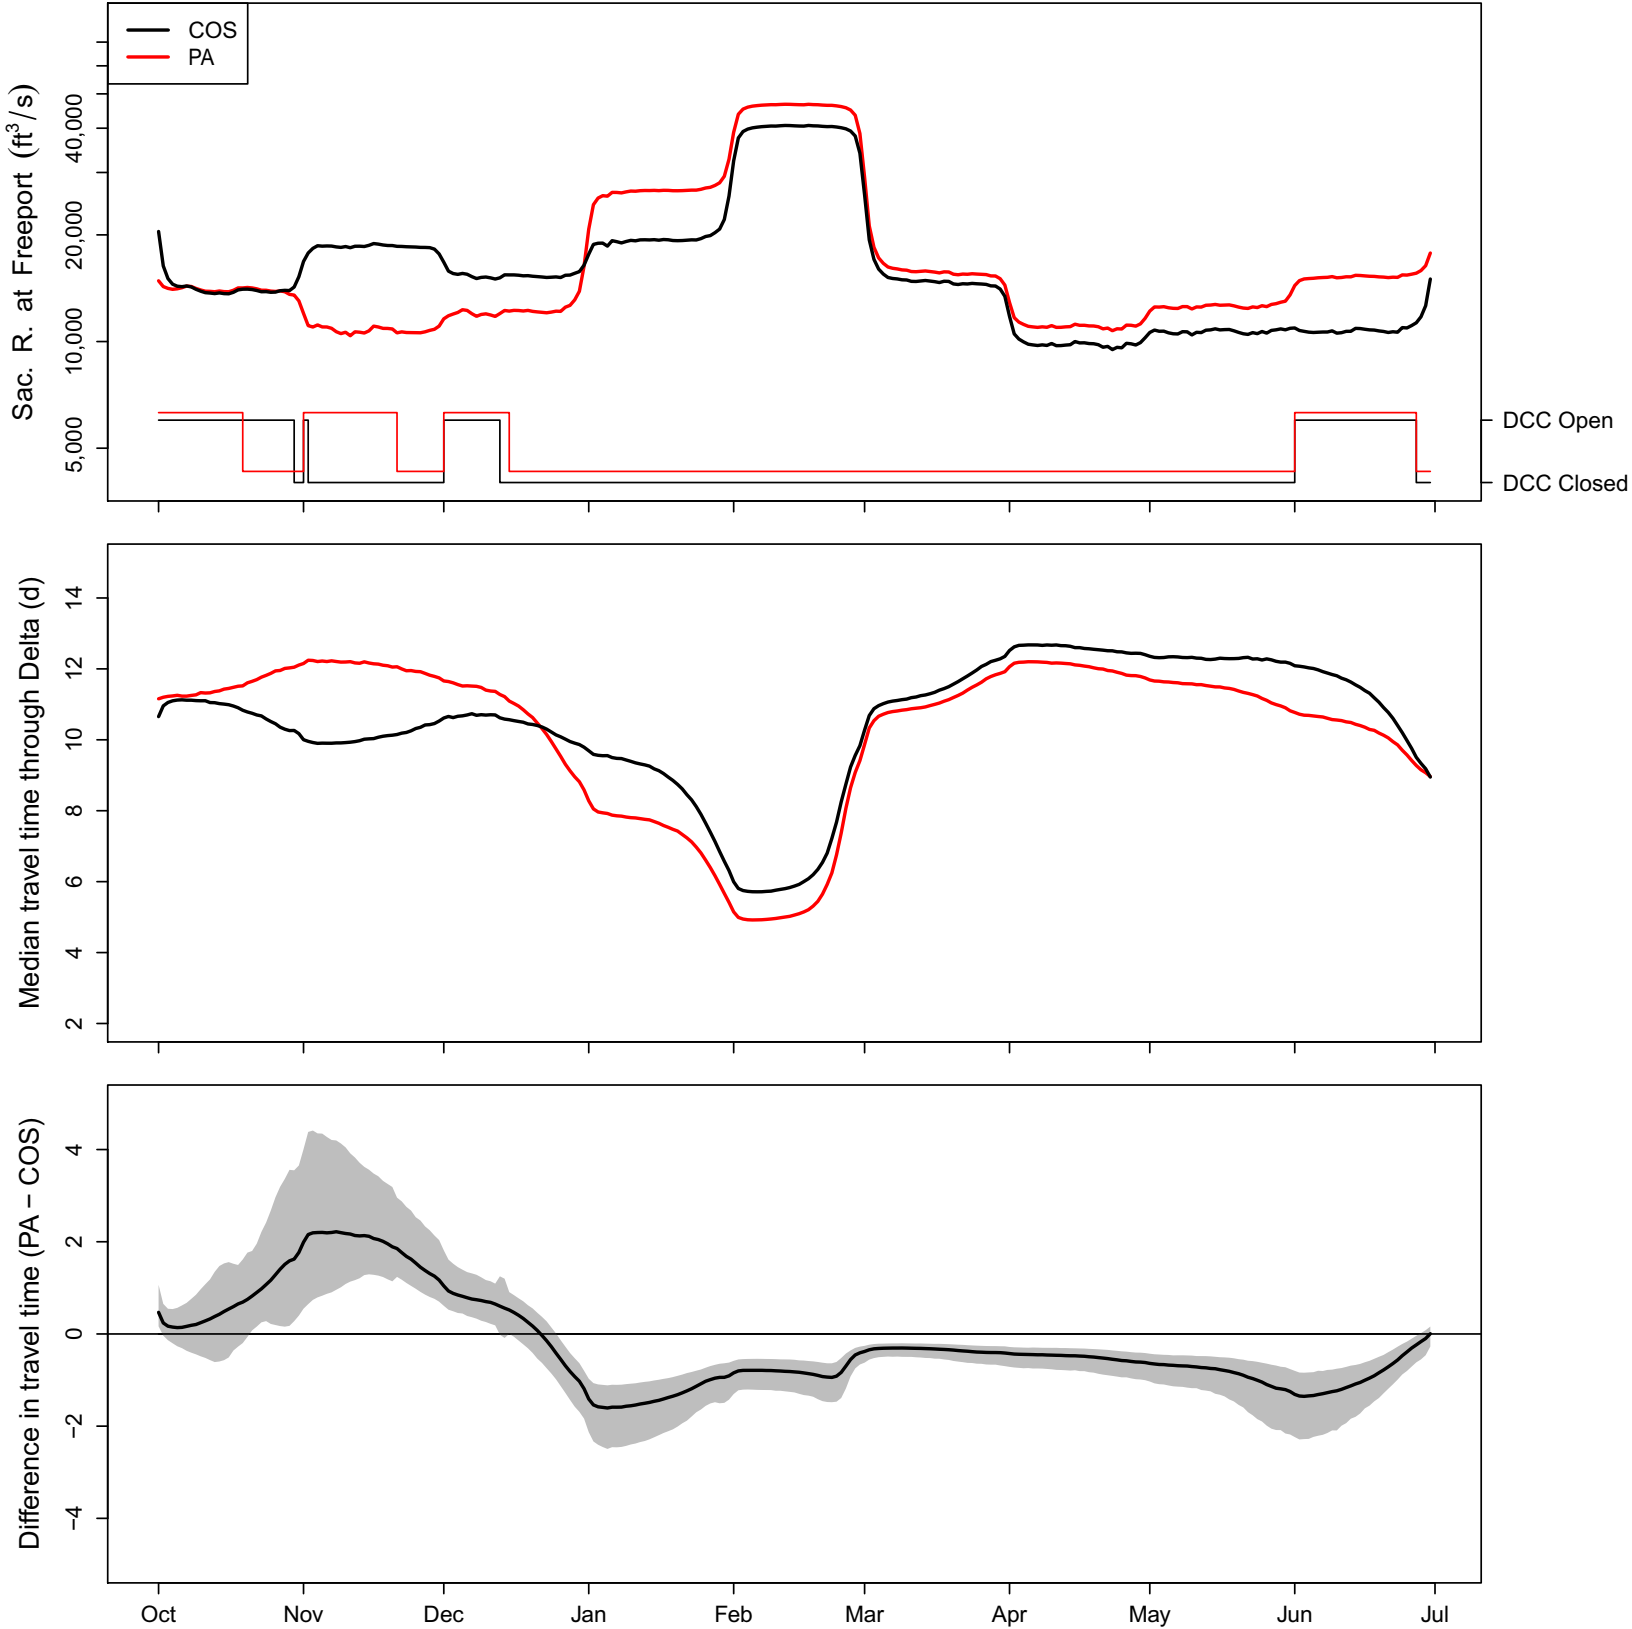 COS
PA
Sac. R. at Freeport (ft³/s)
40,000
20,000
10,000
5,000
DCC Open
DCC Closed
Median travel time through Delta (d)
14
12
10
8
6
4
2
Difference in travel time (PA − COS)
4
2
0
−2
−4
Oct Nov Dec Jan Feb Mar Apr May Jun Jul